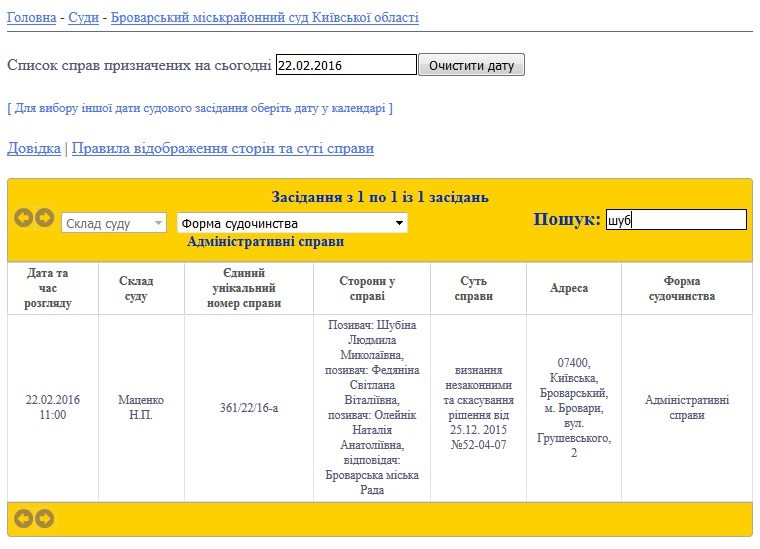 Головна - Суди - Броварський міськрайонний суд Київської області
Список справ призначених на сьогодні 22.02.2016 Очистити дату
[ Для вибору іншої дати судового засідання оберіть дату у календарі ]
Довідка | Правила відображення сторін та суті справи
Засідання з 1 по 1 із 1 засідань
Склад суду Форма судочинства Пошук: шуб
Адміністративні справи
Дата та
час
розгляду
Склад
суду
Єдиний
унікальний
номер справи
Сторони у
справі
Суть
справи
Адреса
Форма
судочинства
22.02.2016
11:00
Маценко
Н.П.
361/22/16-а
Позивач: Шубіна
Людмила
Миколаївна,
позивач: Федяніна
Світлана
Віталіївна,
позивач: Олейнік
Наталія
Анатоліївна,
відповідач:
Броварська міська
Рада
визнання
незаконними
та скасування
рішення від
25.12. 2015
№52-04-07
07400,
Київська,
Броварський,
м. Бровари,
вул.
Грушевського,
2
Адміністративні
справи